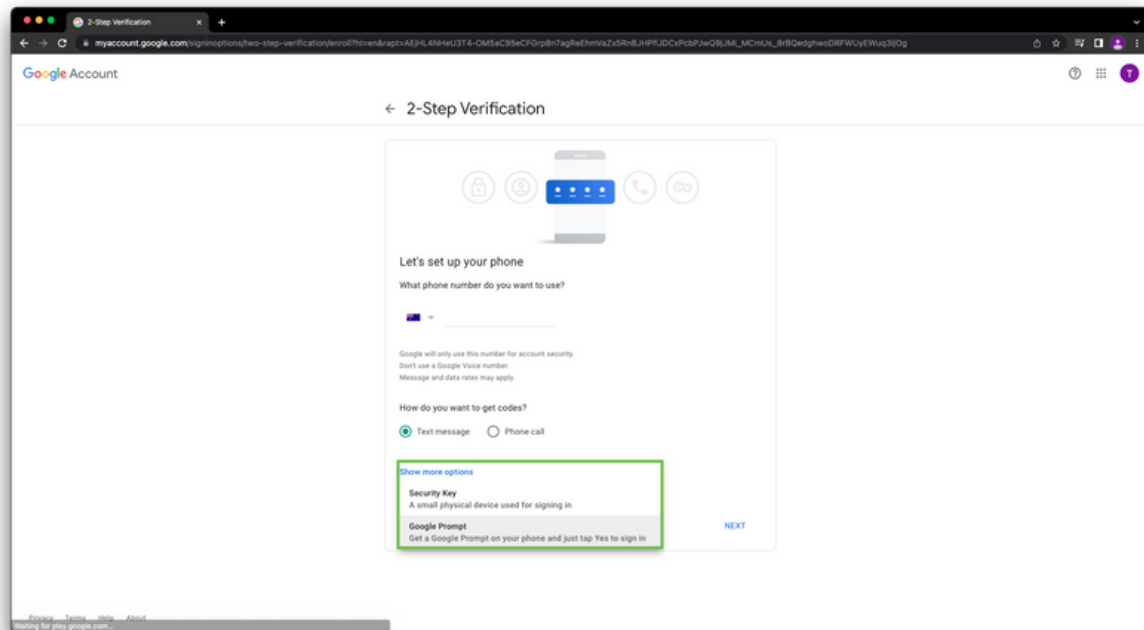 2-Step Verification
Google Account
2-Step Verification
Let's set up your phone
What phone number do you want to use?
Google will only use this number for account security.
Don't use a Google Voice number.
Message and data rates may apply.
How do you want to get codes?
Text message Phone call
Show more options
Security Key
A small physical device used for signing in
Google Prompt
Get a Google Prompt on your phone and just tap Yes to sign in
NEXT
Privacy Terms Help About
Waiting for play.google.com...
T